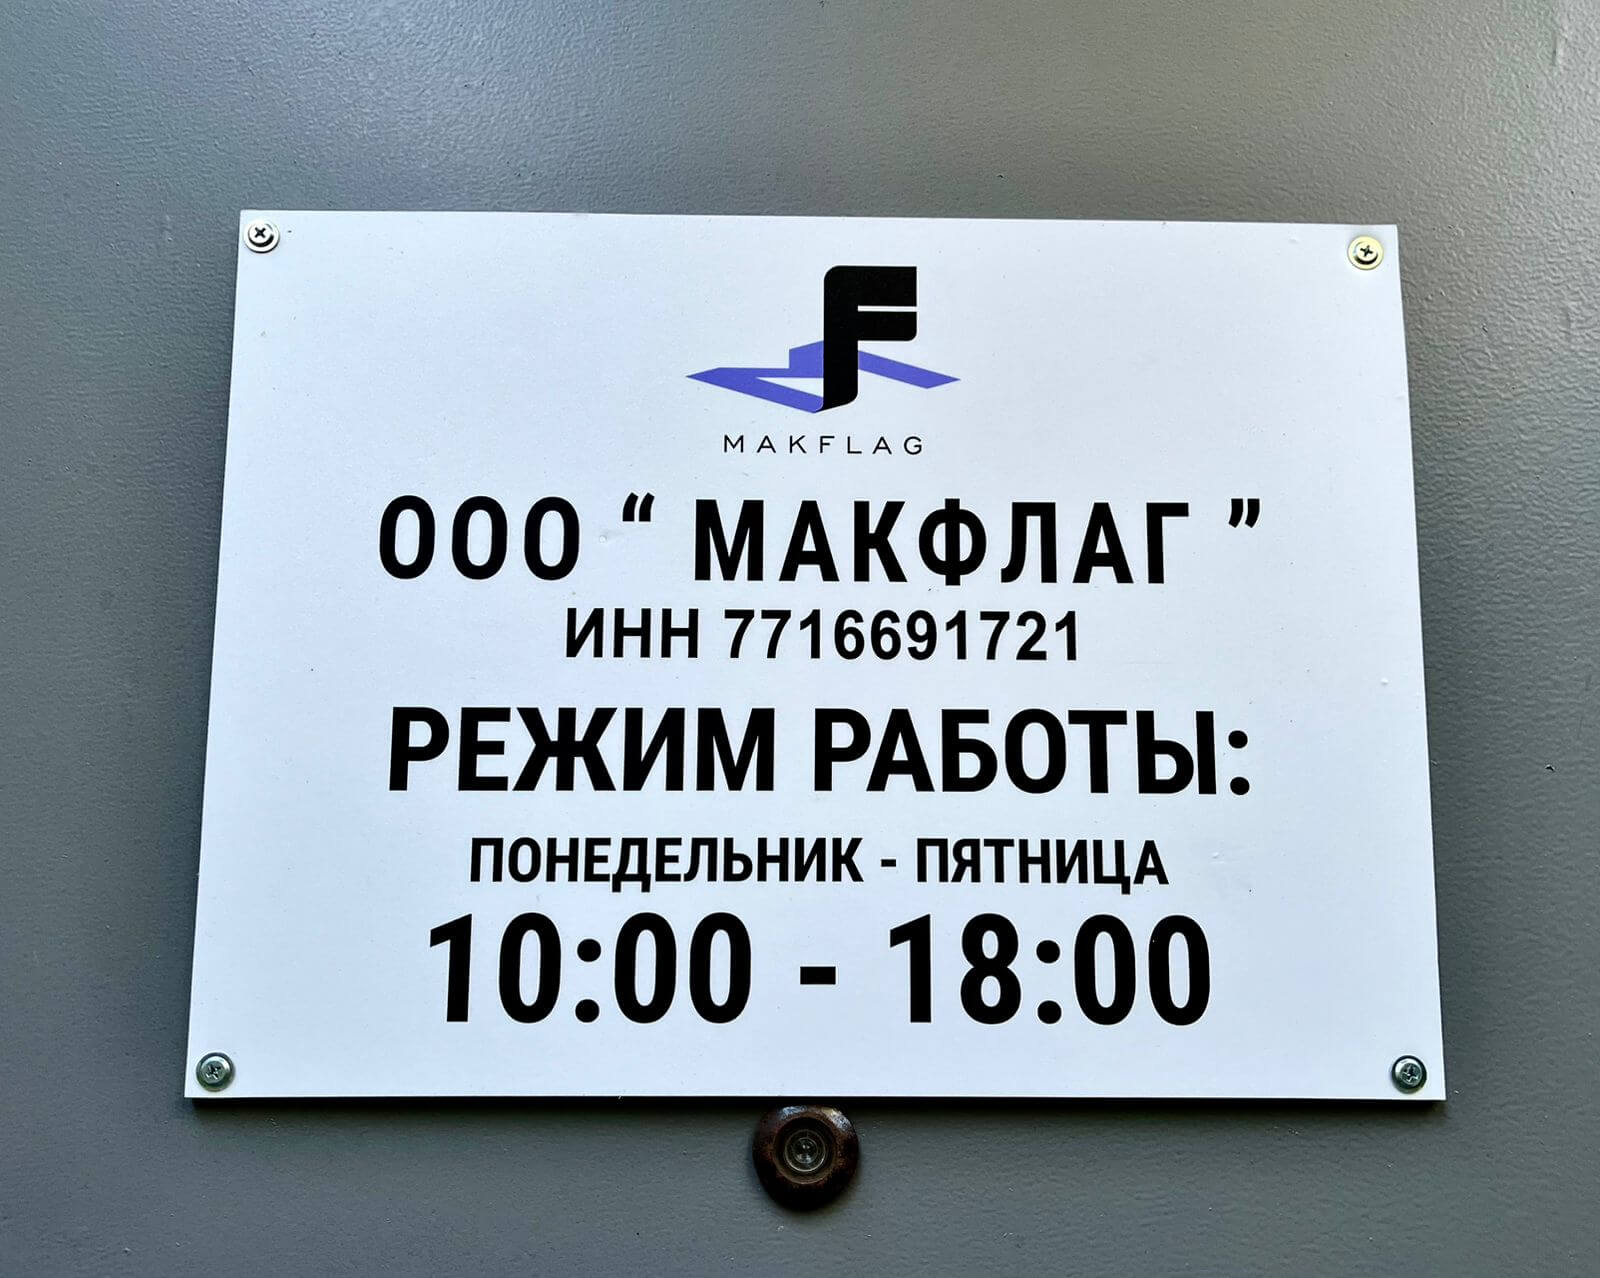 F
MAKFLAG
ООО “ МАКФЛАГ ”
ИНН 7716691721
РЕЖИМ РАБОТЫ:
ПОНЕДЕЛЬНИК - ПЯТНИЦА
10:00 - 18:00